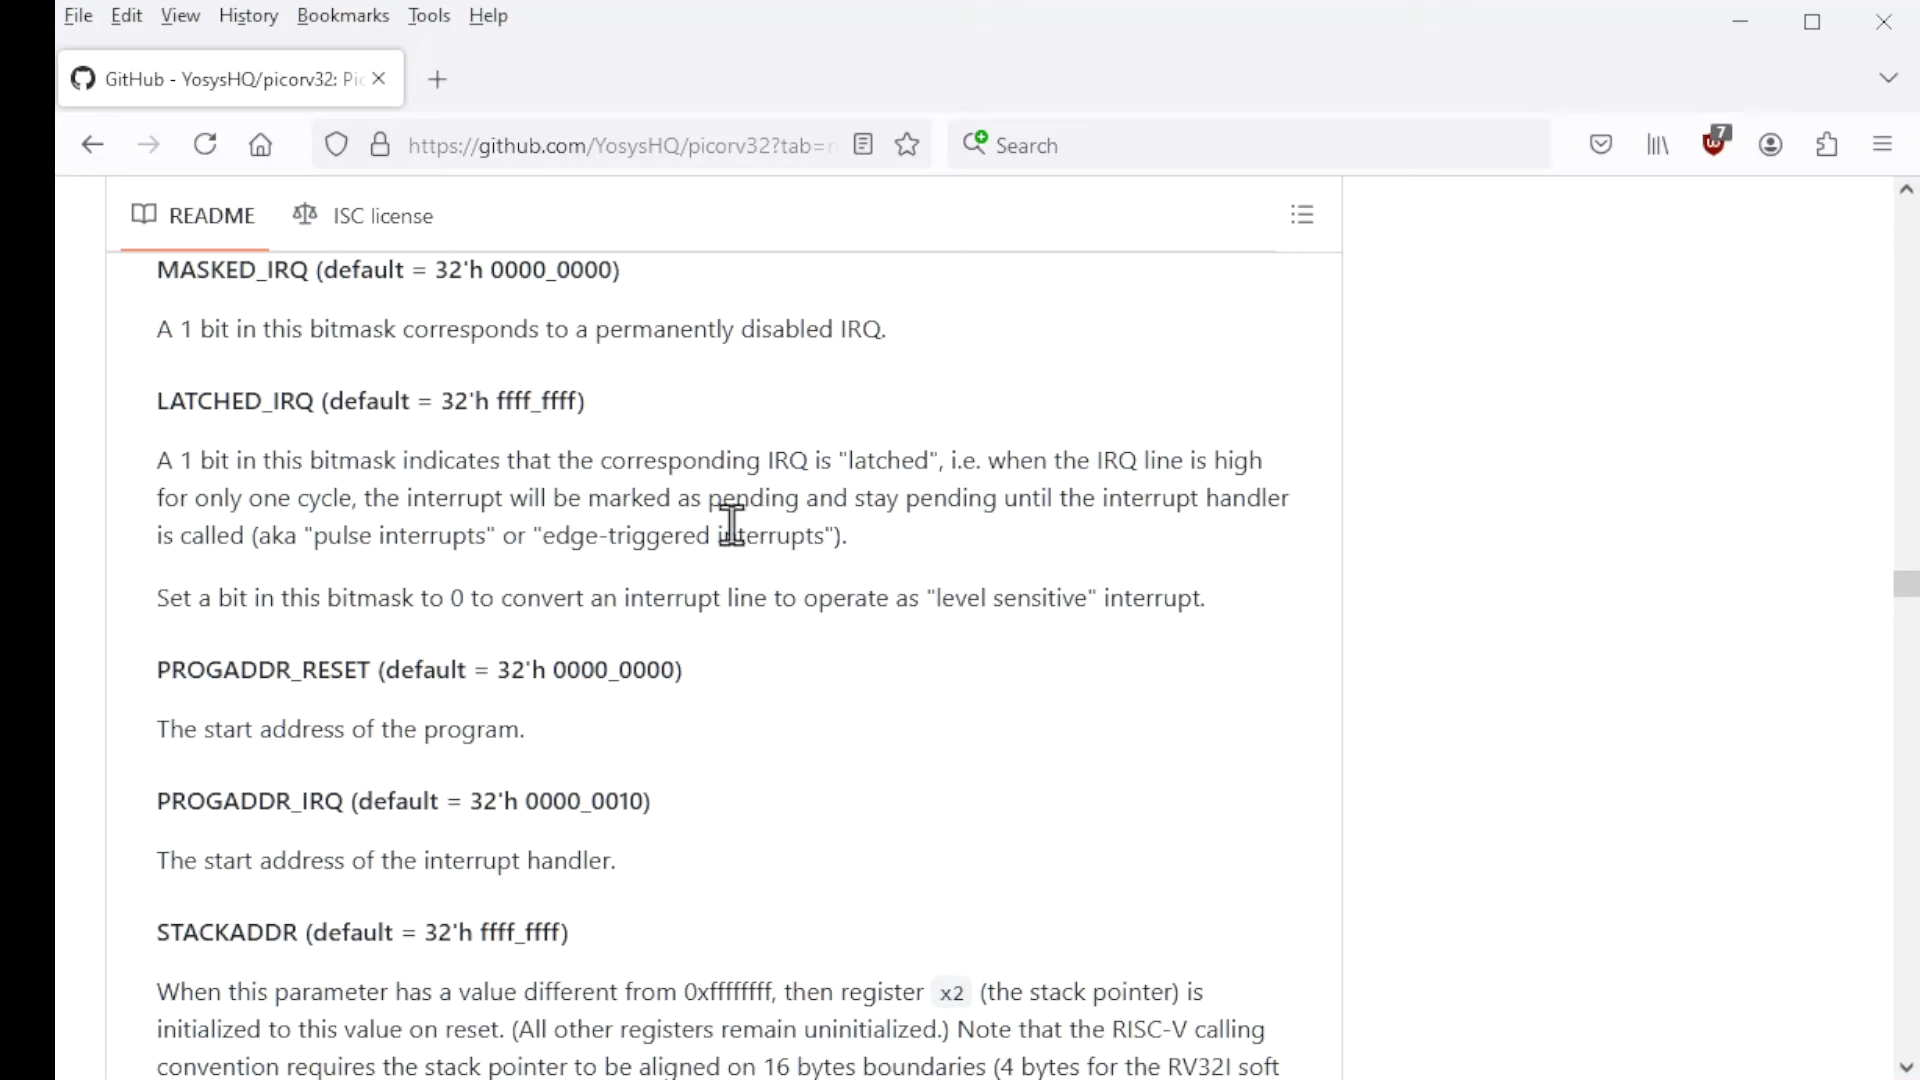 File Edit View History Bookmarks Tools Help
GitHub - YosysHQ/picorv32: Pic
https://github.com/YosysHQ/picorv32?tab=r
Search
7
README ISC license
MASKED_IRQ (default = 32'h 0000_0000)
A 1 bit in this bitmask corresponds to a permanently disabled IRQ.
LATCHED_IRQ (default = 32'h ffff_ffff)
A 1 bit in this bitmask indicates that the corresponding IRQ is "latched", i.e. when the IRQ line is high
for only one cycle, the interrupt will be marked as pending and stay pending until the interrupt handler
is called (aka "pulse interrupts" or "edge-triggered interrupts").
Set a bit in this bitmask to 0 to convert an interrupt line to operate as "level sensitive" interrupt.
PROGADDR_RESET (default = 32'h 0000_0000)
The start address of the program.
PROGADDR_IRQ (default = 32'h 0000_0010)
The start address of the interrupt handler.
STACKADDR (default = 32'h ffff_ffff)
When this parameter has a value different from 0xffffffff, then register x2 (the stack pointer) is
initialized to this value on reset. (All other registers remain uninitialized.) Note that the RISC-V calling
convention requires the stack pointer to be aligned on 16 bytes boundaries (4 bytes for the RV32I soft